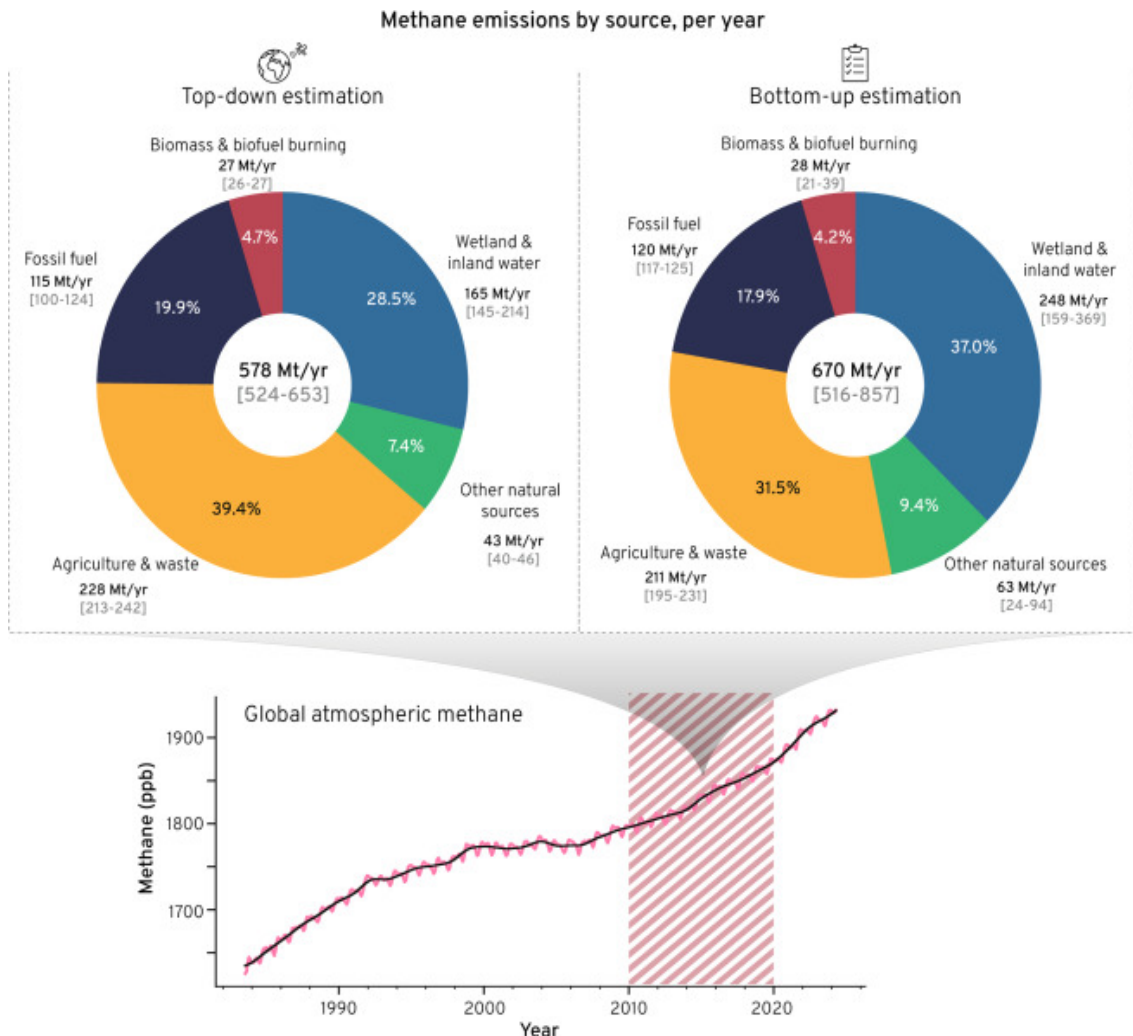 Methane emissions by source, per year
Top-down estimation
Biomass & biofuel burning
27 Mt/yr
[26-27]
4.7%
Fossil fuel
115 Mt/yr
[100-124]
19.9%
Wetland &
inland water
165 Mt/yr
[145-214]
28.5%
578 Mt/yr
[524-653]
7.4%
Other natural
sources
43 Mt/yr
[40-46]
39.4%
Agriculture & waste
228 Mt/yr
[213-242]
Bottom-up estimation
Biomass & biofuel burning
28 Mt/yr
[21-39]
4.2%
Fossil fuel
120 Mt/yr
[117-125]
17.9%
Wetland &
inland water
248 Mt/yr
[159-369]
37.0%
670 Mt/yr
[516-857]
31.5%
9.4%
Agriculture & waste
211 Mt/yr
[195-231]
Other natural sources
63 Mt/yr
[24-94]
Global atmospheric methane
Methane (ppb)
1900
1800
1700
1990
2000
2010
2020
Year